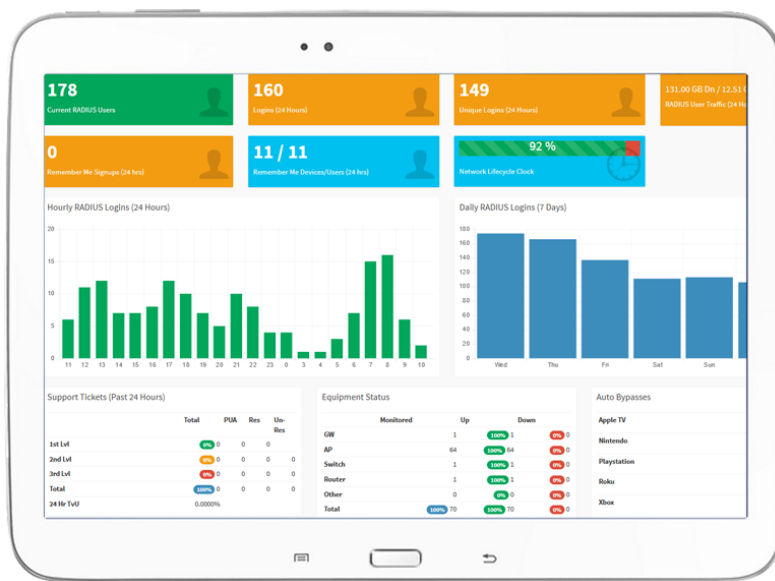 178
Current RADIUS Users
160
Logins (24 Hours)
149
Unique Logins (24 Hours)
131.00 GB Dn / 12.51
RADIUS User Traffic (24
0
Remember Me Signups (24 hrs)
11 / 11
Remember Me Devices/Users (24 hrs)
92 %
Network Lifecycle Clock
Hourly RADIUS Logins (24 Hours)
20
15
10
5
0
11 12 13 14 15 16 17 18 19 20 21 22 23 0 3 4 5 6 7 8 9 10
Daily RADIUS Logins (7 Days)
180
160
140
120
100
80
60
40
20
0
Wed Thu Fri Sat Sun
Support Tickets (Past 24 Hours)
Total PUA Res Un-
Res
1st Lvl 0% 0 0 0
2nd Lvl 0% 0 0 0 0
3rd Lvl 0% 0 0 0 0
Total 100% 0 0 0 0
24 Hr TvU 0.0000%
Equipment Status
Monitored Up Down
GW 1 100% 1 0% 0
AP 64 100% 64 0% 0
Switch 1 100% 1 0% 0
Router 1 100% 1 0% 0
Other 0 0% 0 0% 0
Total 100% 70 100% 70 0% 0
Auto Bypasses
Apple TV
Nintendo
Playstation
Roku
Xbox